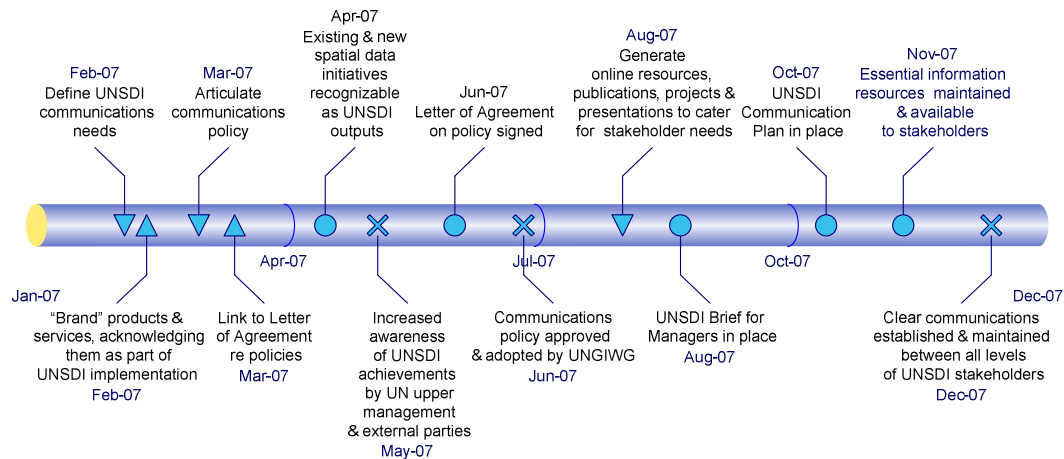 Feb-07
Define UNSDI
communications
needs
Mar-07
Articulate
communications
policy
Apr-07
Existing & new
spatial data
initiatives
recognizable
as UNSDI
outputs
Jun-07
Letter of Agreement
on policy signed
Aug-07
Generate
online resources,
publications, projects &
presentations to cater
for stakeholder needs
Oct-07
UNSDI
Communication
Plan in place
Nov-07
Essential information
resources maintained
& available
to stakeholders
Jan-07
Apr-07
Jul-07
Oct-07
Dec-07
“Brand” products &
services, acknowledging
them as part of
UNSDI implementation
Feb-07
Link to Letter
of Agreement
re policies
Mar-07
Increased
awareness
of UNSDI
achievements
by UN upper
management
& external parties
May-07
Communications
policy approved
& adopted by UNGIWG
Jun-07
UNSDI Brief for
Managers in place
Aug-07
Clear communications
established & maintained
between all levels
of UNSDI stakeholders
Dec-07